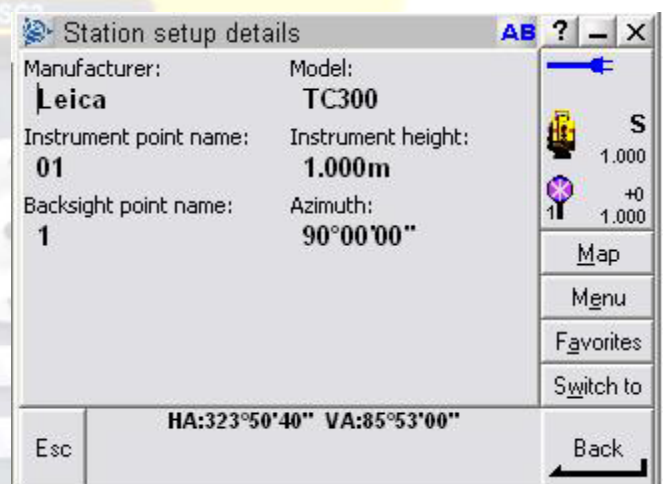 Station setup details AB ? – ×
Manufacturer: Model:
Leica TC300
Instrument point name: Instrument height:
01 1.000m
Backsight point name: Azimuth:
1 90°00'00"
S
1.000
+0
1 1.000
Map
Menu
Favorites
Switch to
HA:323°50'40" VA:85°53'00"
Esc
Back